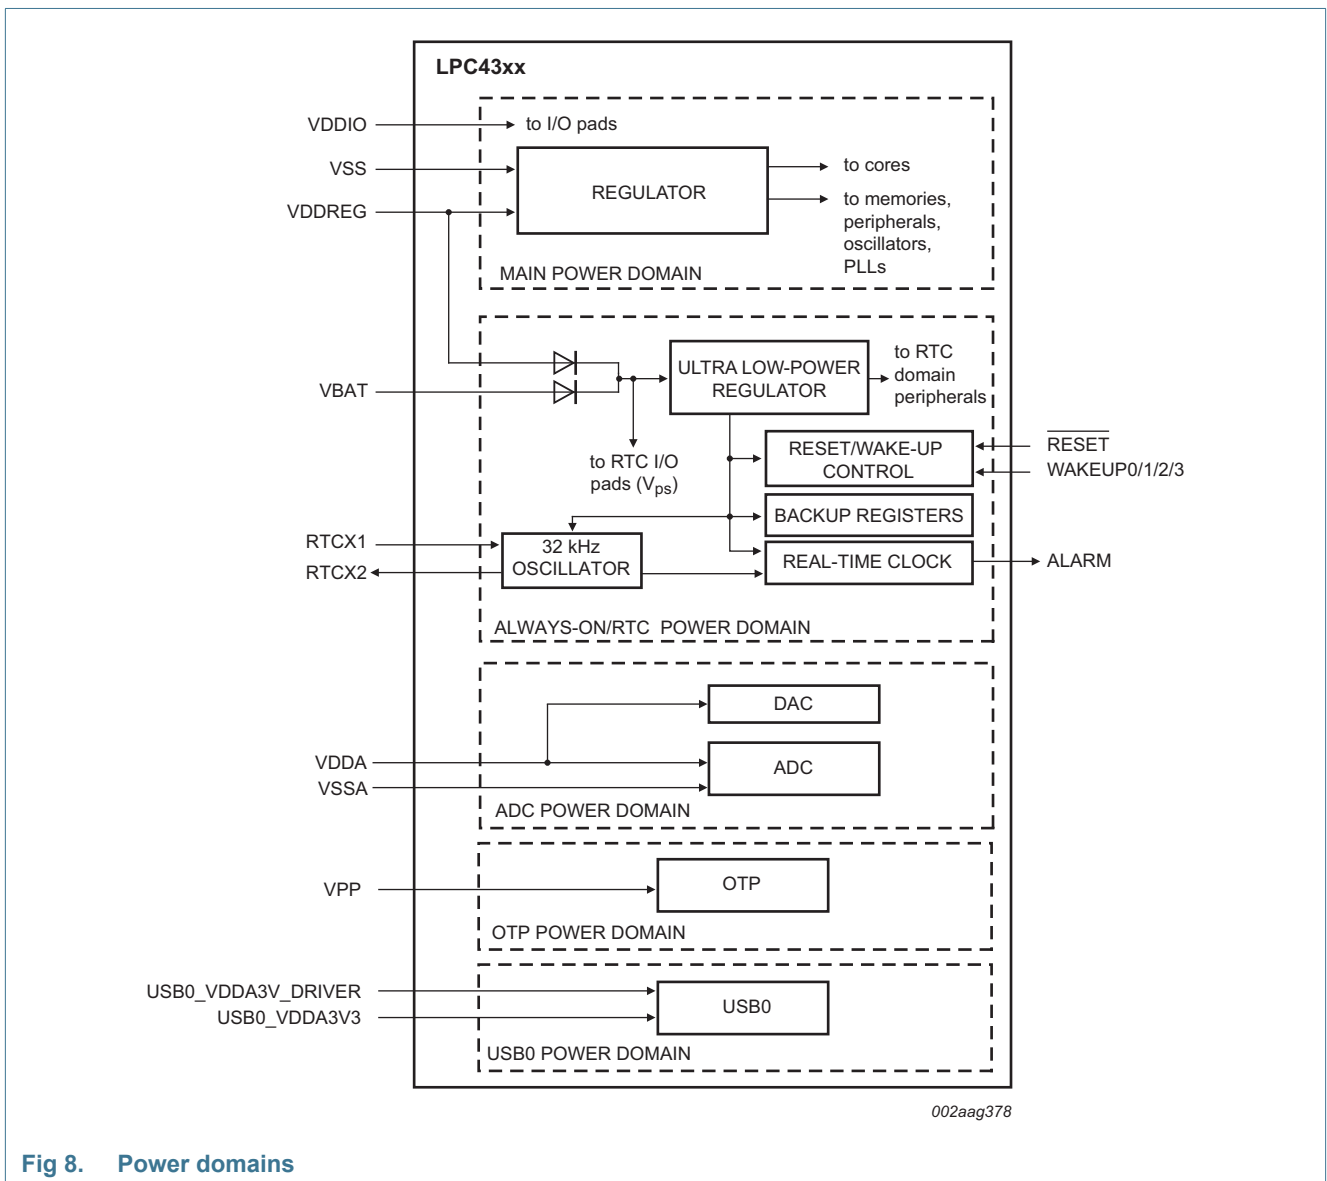 LPC43xx
VDDIO
to I/O pads
VSS
VDDREG
REGULATOR
to cores
to memories,
peripherals,
oscillators,
PLLs
MAIN POWER DOMAIN
VBAT
ULTRA LOW-POWER
REGULATOR
to RTC
domain
peripherals
to RTC I/O
pads (Vps)
RESET/WAKE-UP
CONTROL
RESET
WAKEUP0/1/2/3
BACKUP REGISTERS
RTCX1
RTCX2
32 kHz
OSCILLATOR
REAL-TIME CLOCK
ALARM
ALWAYS-ON/RTC POWER DOMAIN
DAC
VDDA
VSSA
ADC
ADC POWER DOMAIN
VPP
OTP
OTP POWER DOMAIN
USB0_VDDA3V_DRIVER
USB0_VDDA3V3
USB0
USB0 POWER DOMAIN
002aag378
Fig 8. Power domains